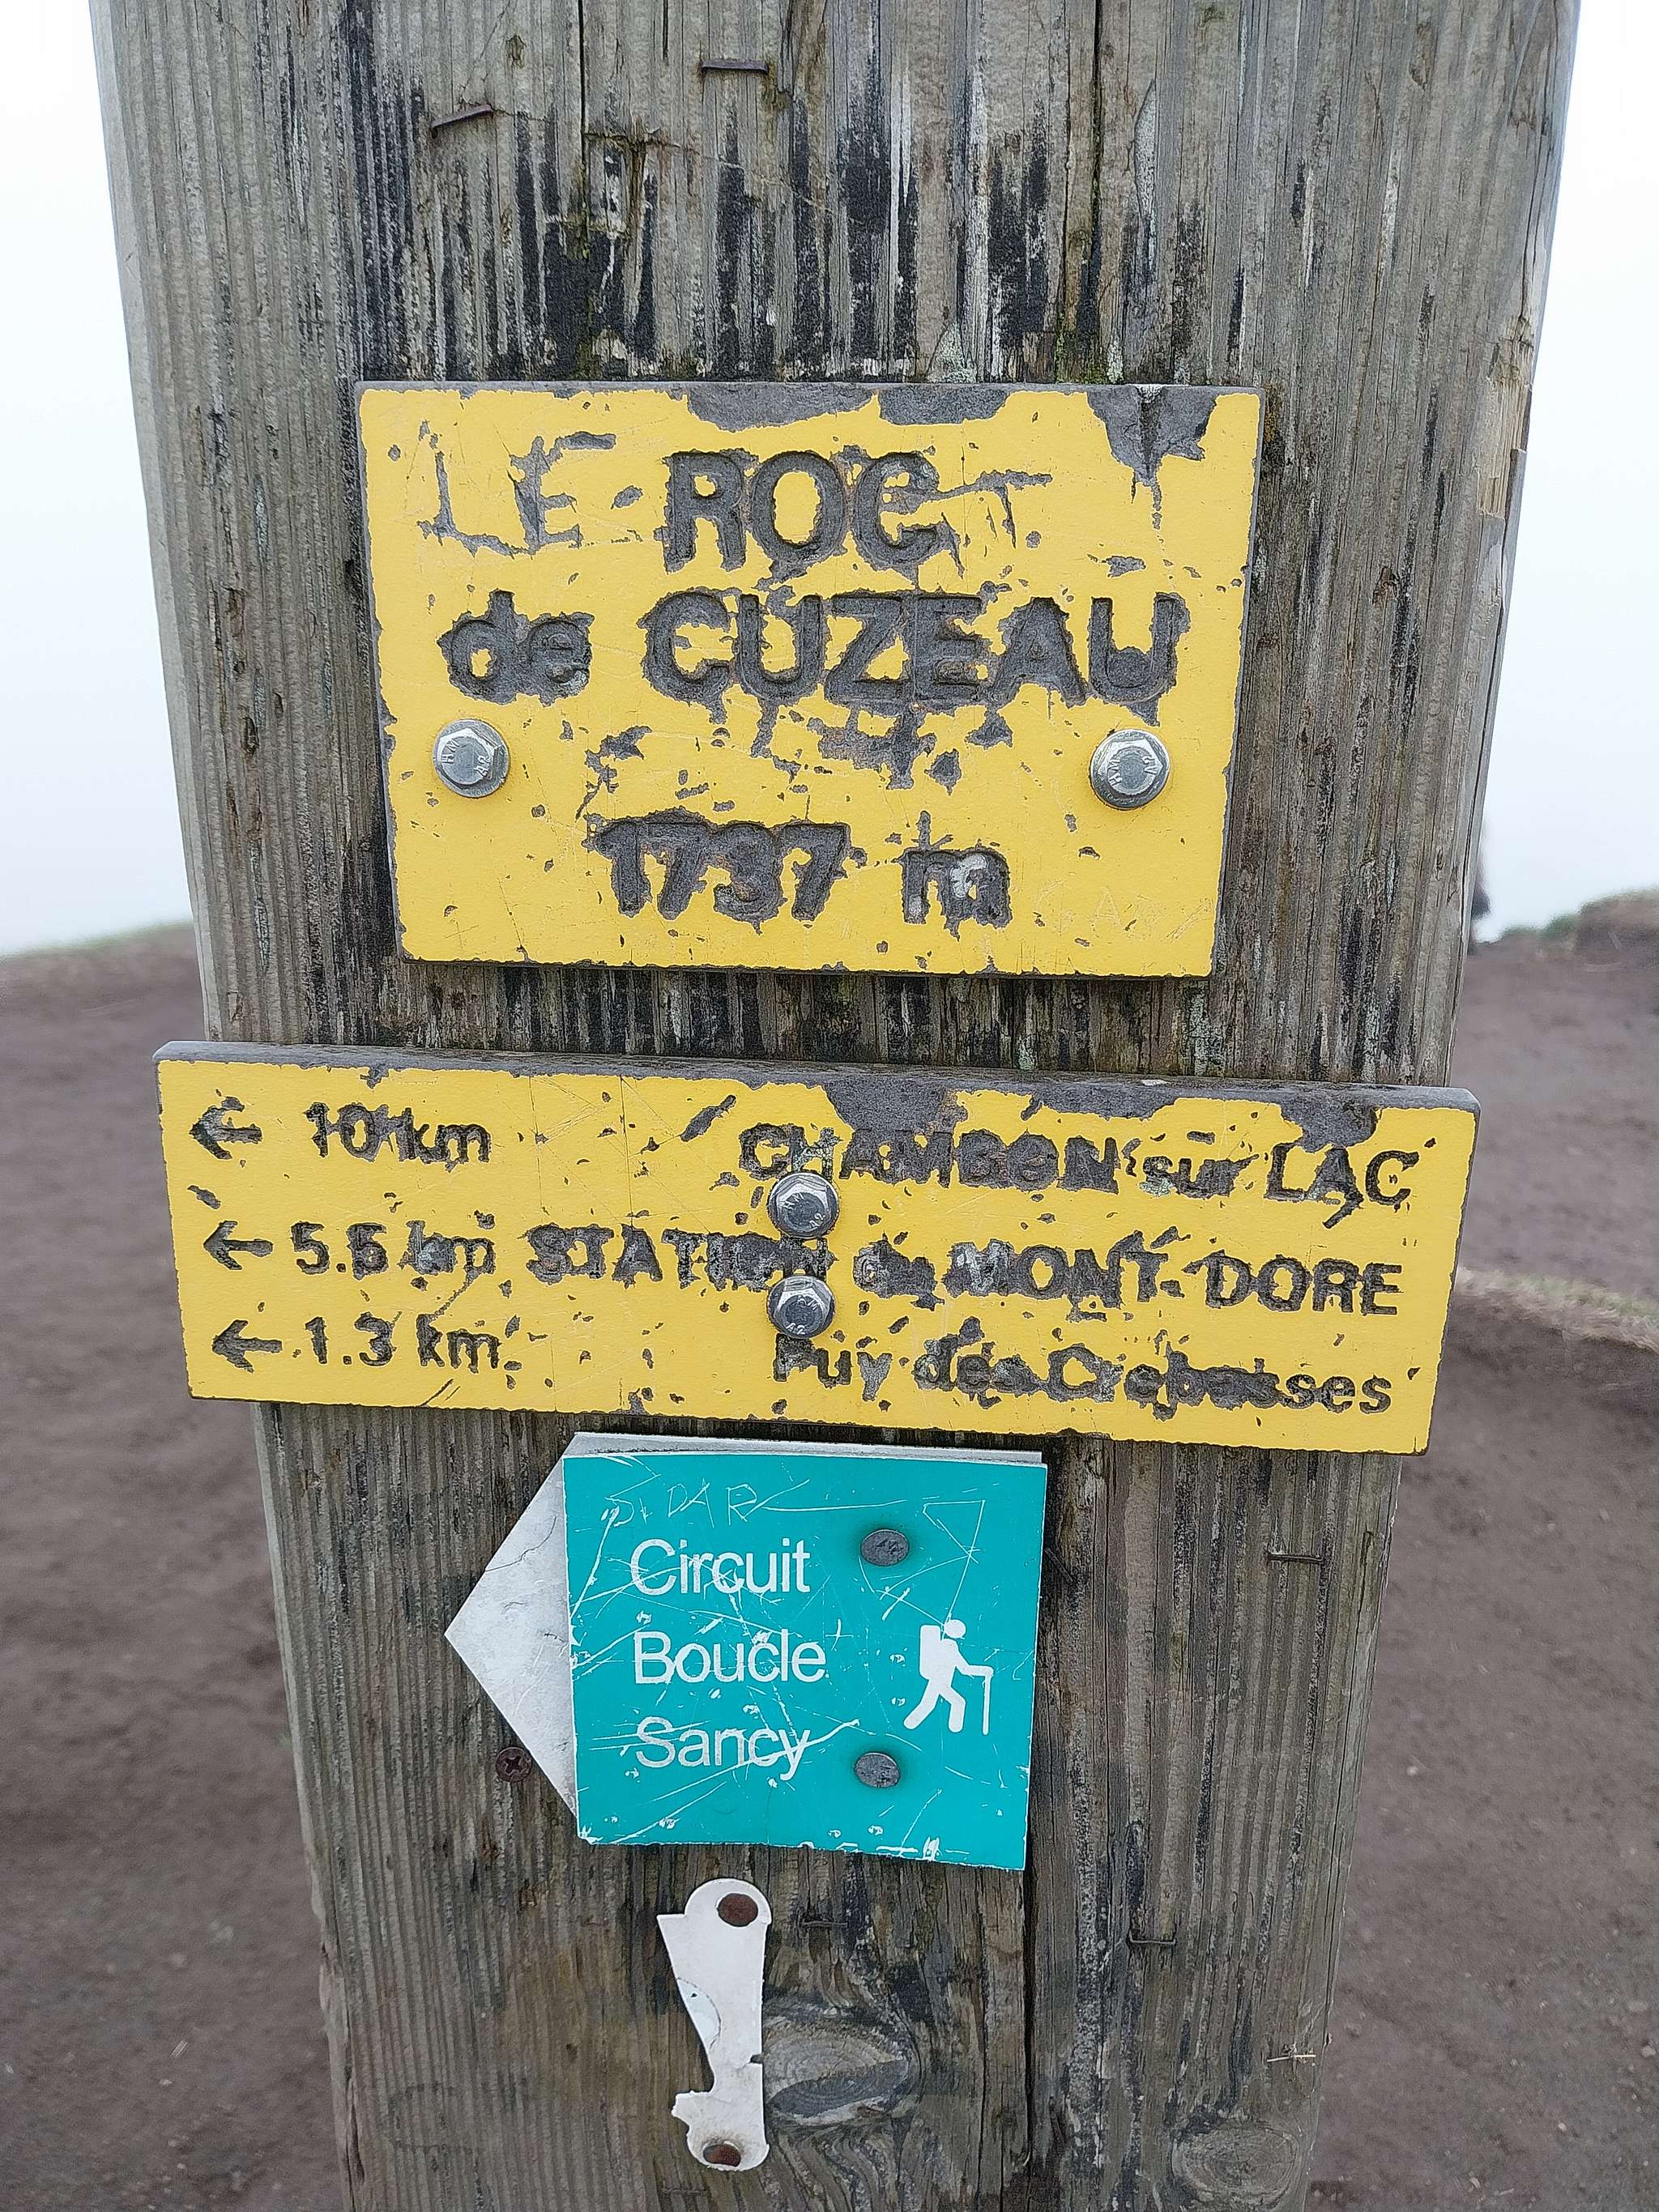 LE ROC
de CUZEAU
1737 m
← 10 km CHAMBON sur LAC
← 5.5 km STATION du MONT-DORE
← 1.3 km Puy des Crebasses
Circuit
Boucle
Sancy